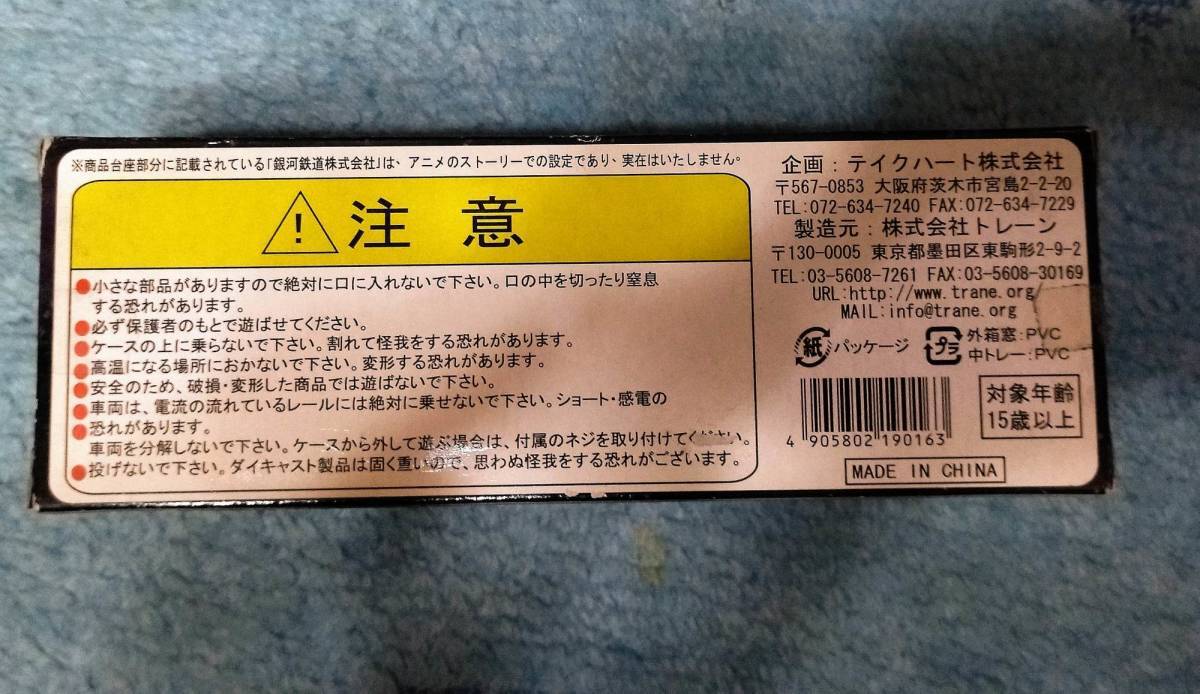 ※商品台座部分に記載されている「銀河鉄道株式会社」は、アニメのストーリーでの設定であり、実在はいたしません。
注 意
●小さな部品がありますので絶対に口に入れないで下さい。口の中を切ったり窒息
する恐れがあります。
●必ず保護者のもとで遊ばせてください。
●ケースの上に乗らないで下さい。割れて怪我をする恐れがあります。
●高温になる場所におかないで下さい。変形する恐れがあります。
●安全のため、破損・変形した商品では遊ばないで下さい。
●車両は、電流の流れているレールには絶対に乗せないで下さい。ショート・感電の
●恐れがあります。
車両を分解しないで下さい。ケースから外して遊ぶ場合は、付属のネジを取り付けてください。
●投げないで下さい。ダイキャスト製品は固く重いので、思わぬ怪我をする恐れがございます。
企画：テイクハート株式会社
〒567-0853 大阪府茨木市宮島2-2-20
TEL:072-634-7240 FAX:072-634-7229
製造元：株式会社トレーン
〒130-0005 東京都墨田区東駒形2-9-2
TEL:03-5608-7261 FAX:03-5608-30169
URL:http://www.trane.org/
MAIL:info@trane.org
紙 パッケージ
プラ 外箱窓:PVC
中トレー:PVC
対象年齢
15歳以上
4 905802 190163
MADE IN CHINA